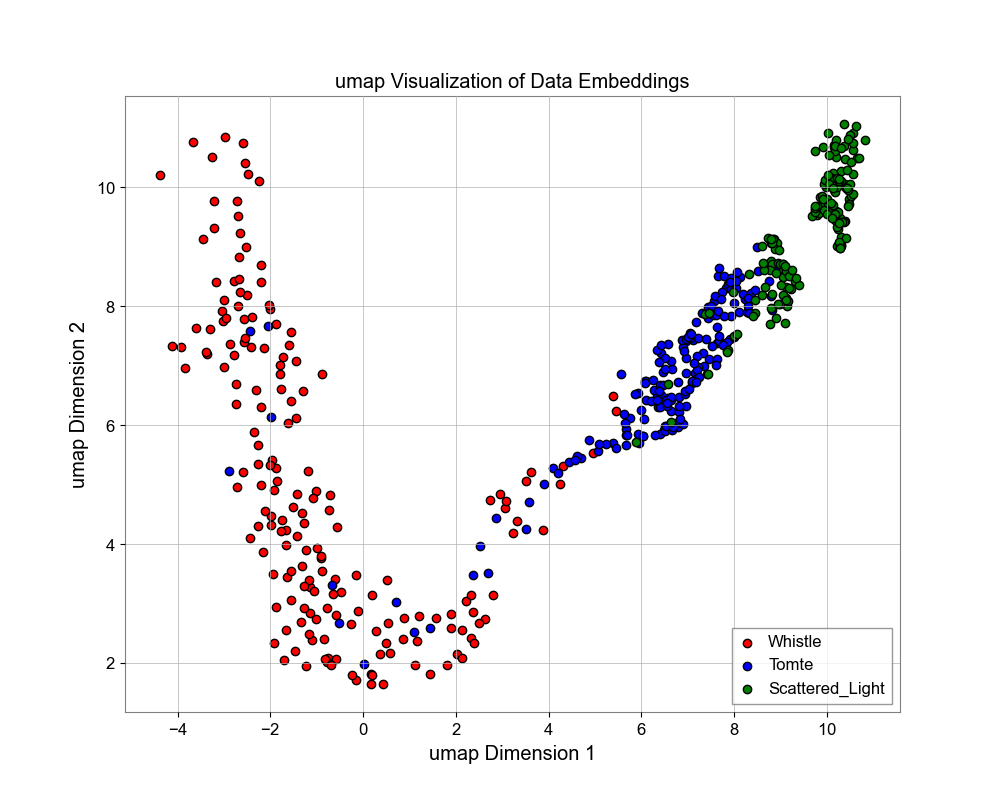 umap Visualization of Data Embeddings
umap Dimension 2
10
8
6
4
2
−4
−2
0
2
4
6
8
10
umap Dimension 1
Whistle
Tomte
Scattered_Light